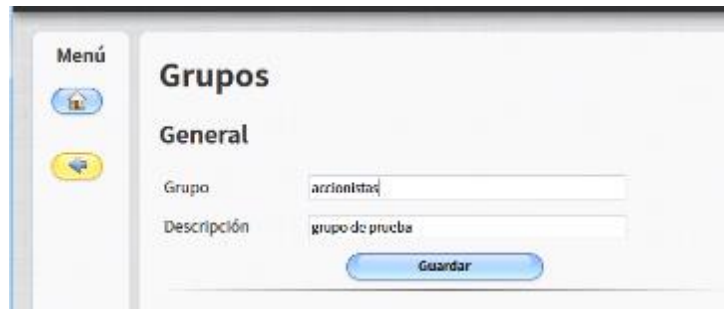 Menú
Grupos
General
Grupo accionistas
Descripción grupo de prueba
Guardar